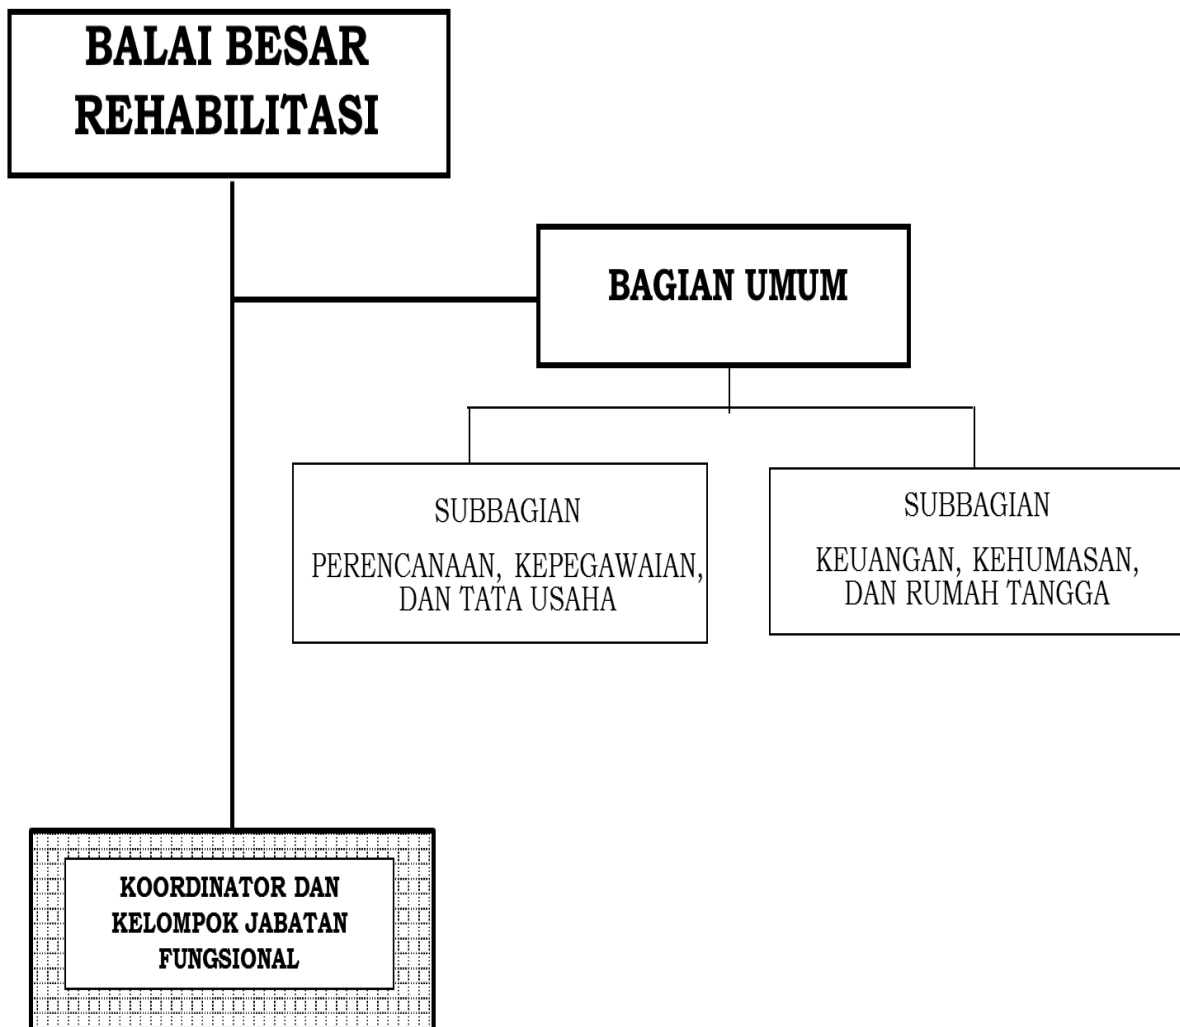 BALAI BESAR
REHABILITASI
BAGIAN UMUM
SUBBAGIAN
PERENCANAAN, KEPEGAWAIAN,
DAN TATA USAHA
SUBBAGIAN
KEUANGAN, KEHUMASAN,
DAN RUMAH TANGGA
KOORDINATOR DAN
KELOMPOK JABATAN
FUNGSIONAL